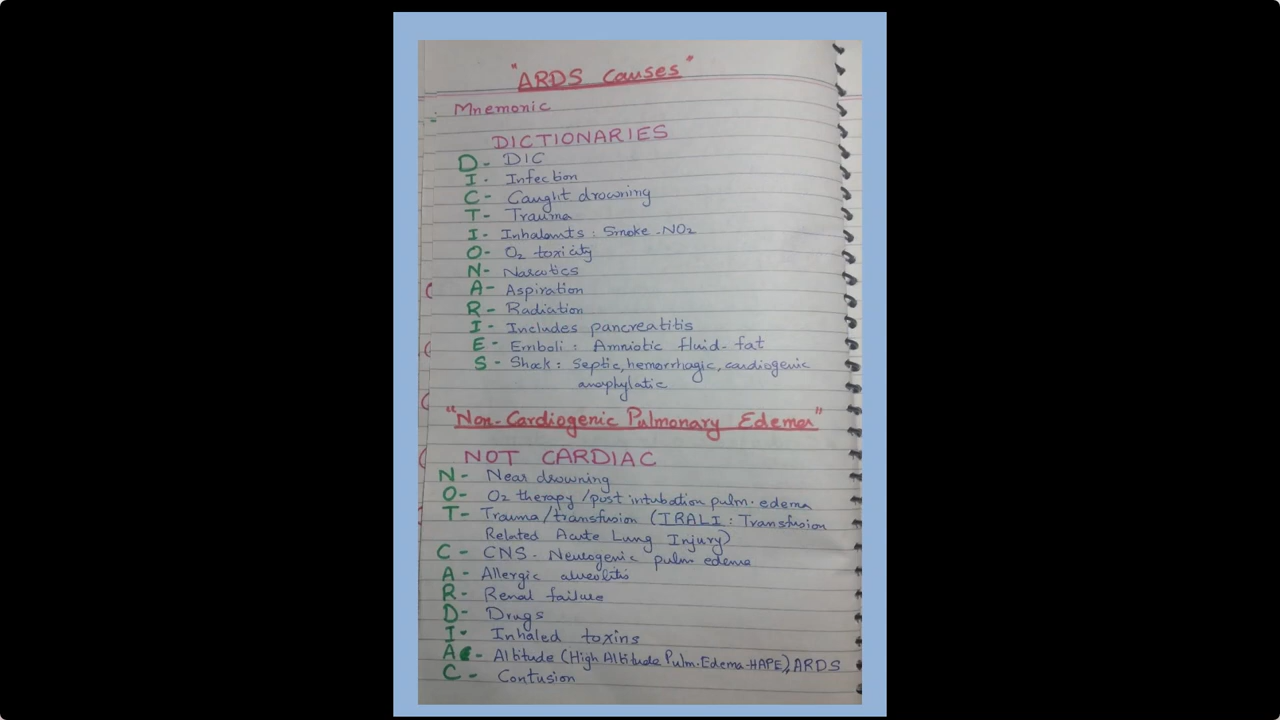 "ARDS Causes"
Mnemonic
DICTIONARIES
D- DIC
I- Infection
C- Caught drowning
T- Trauma
I- Inhalants: Smoke-NO2
O- O2 toxicity
N- Narcotics
A- Aspiration
R- Radiation
I- Includes pancreatitis
E- Emboli: Amniotic fluid-fat
S- Shock: Septic, hemorrhagic, cardiogenic
anaphylatic
"Non-Cardiogenic Pulmonary Edema"
NOT CARDIAC
N- Near drowning
O- O2 therapy/post intubation pulm. edema
T- Trauma/transfusion (TRALI: Transfusion
Related Acute Lung Injury)
C- CNS- Neurogenic pulm edema
A- Allergic alveolitis
R- Renal failure
D- Drugs
I- Inhaled toxins
A- Altitude (High Altitude Pulm.Edema-HAPE), ARDS
C- Contusion